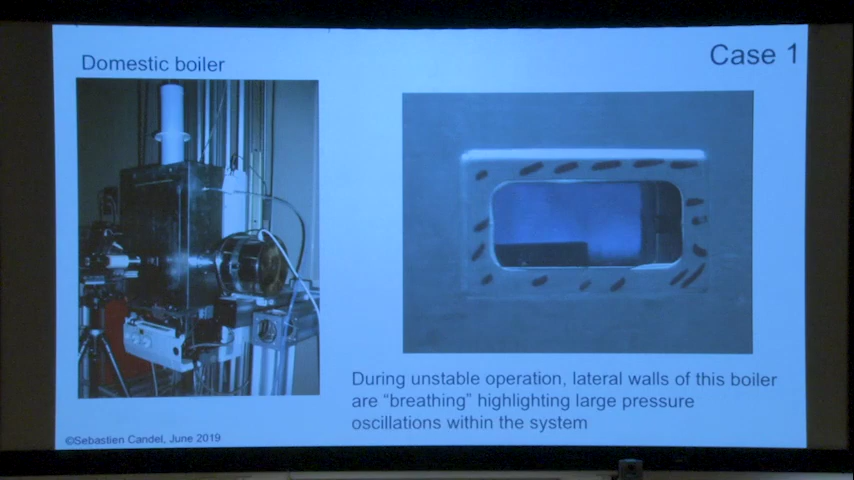 Case 1
Domestic boiler
During unstable operation, lateral walls of this boiler
are “breathing” highlighting large pressure
oscillations within the system
©Sebastien Candel, June 2019